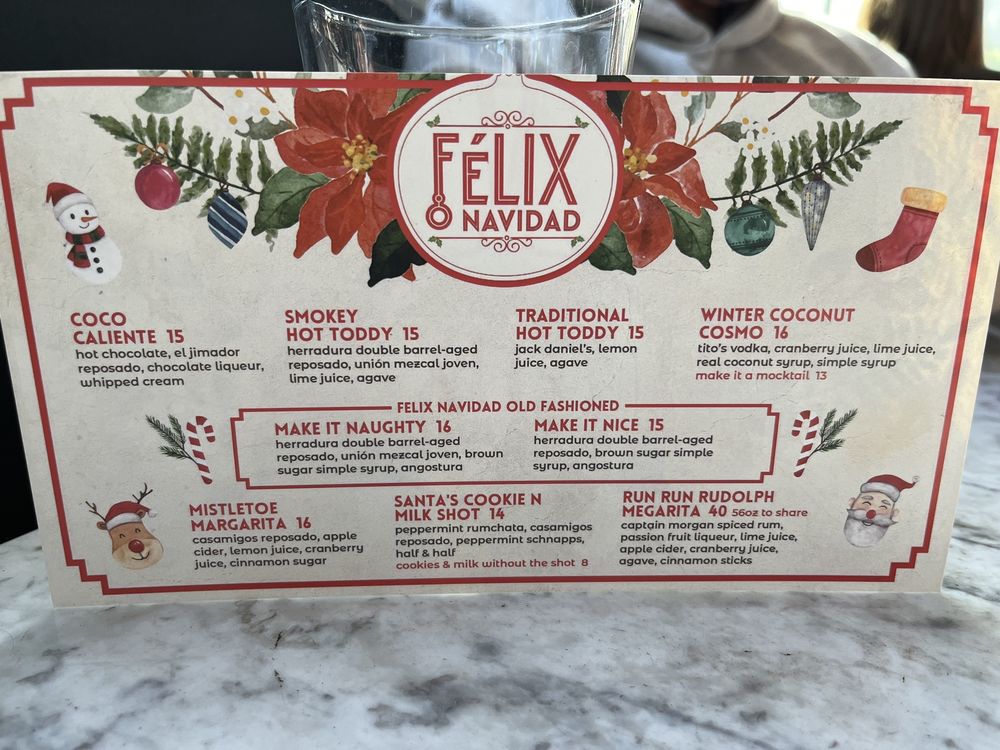 FÉLIX
NAVIDAD
COCO
CALIENTE 15
hot chocolate, el jimador
reposado, chocolate liqueur,
whipped cream
SMOKEY
HOT TODDY 15
herradura double barrel-aged
reposado, unión mezcal joven,
lime juice, agave
TRADITIONAL
HOT TODDY 15
jack daniel's, lemon
juice, agave
WINTER COCONUT
COSMO 16
tito's vodka, cranberry juice, lime juice,
real coconut syrup, simple syrup
make it a mocktail 13
FELIX NAVIDAD OLD FASHIONED
MAKE IT NAUGHTY 16
herradura double barrel-aged
reposado, unión mezcal joven, brown
sugar simple syrup, angostura
MAKE IT NICE 15
herradura double barrel-aged
reposado, brown sugar simple
syrup, angostura
MISTLETOE
MARGARITA 16
casamigos reposado, apple
cider, lemon juice, cranberry
juice, cinnamon sugar
SANTA'S COOKIE N
MILK SHOT 14
peppermint rumchata, casamigos
reposado, peppermint schnapps,
half & half
cookies & milk without the shot 8
RUN RUN RUDOLPH
MEGARITA 40 56oz to share
captain morgan spiced rum,
passion fruit liqueur, lime juice,
apple cider, cranberry juice,
agave, cinnamon sticks